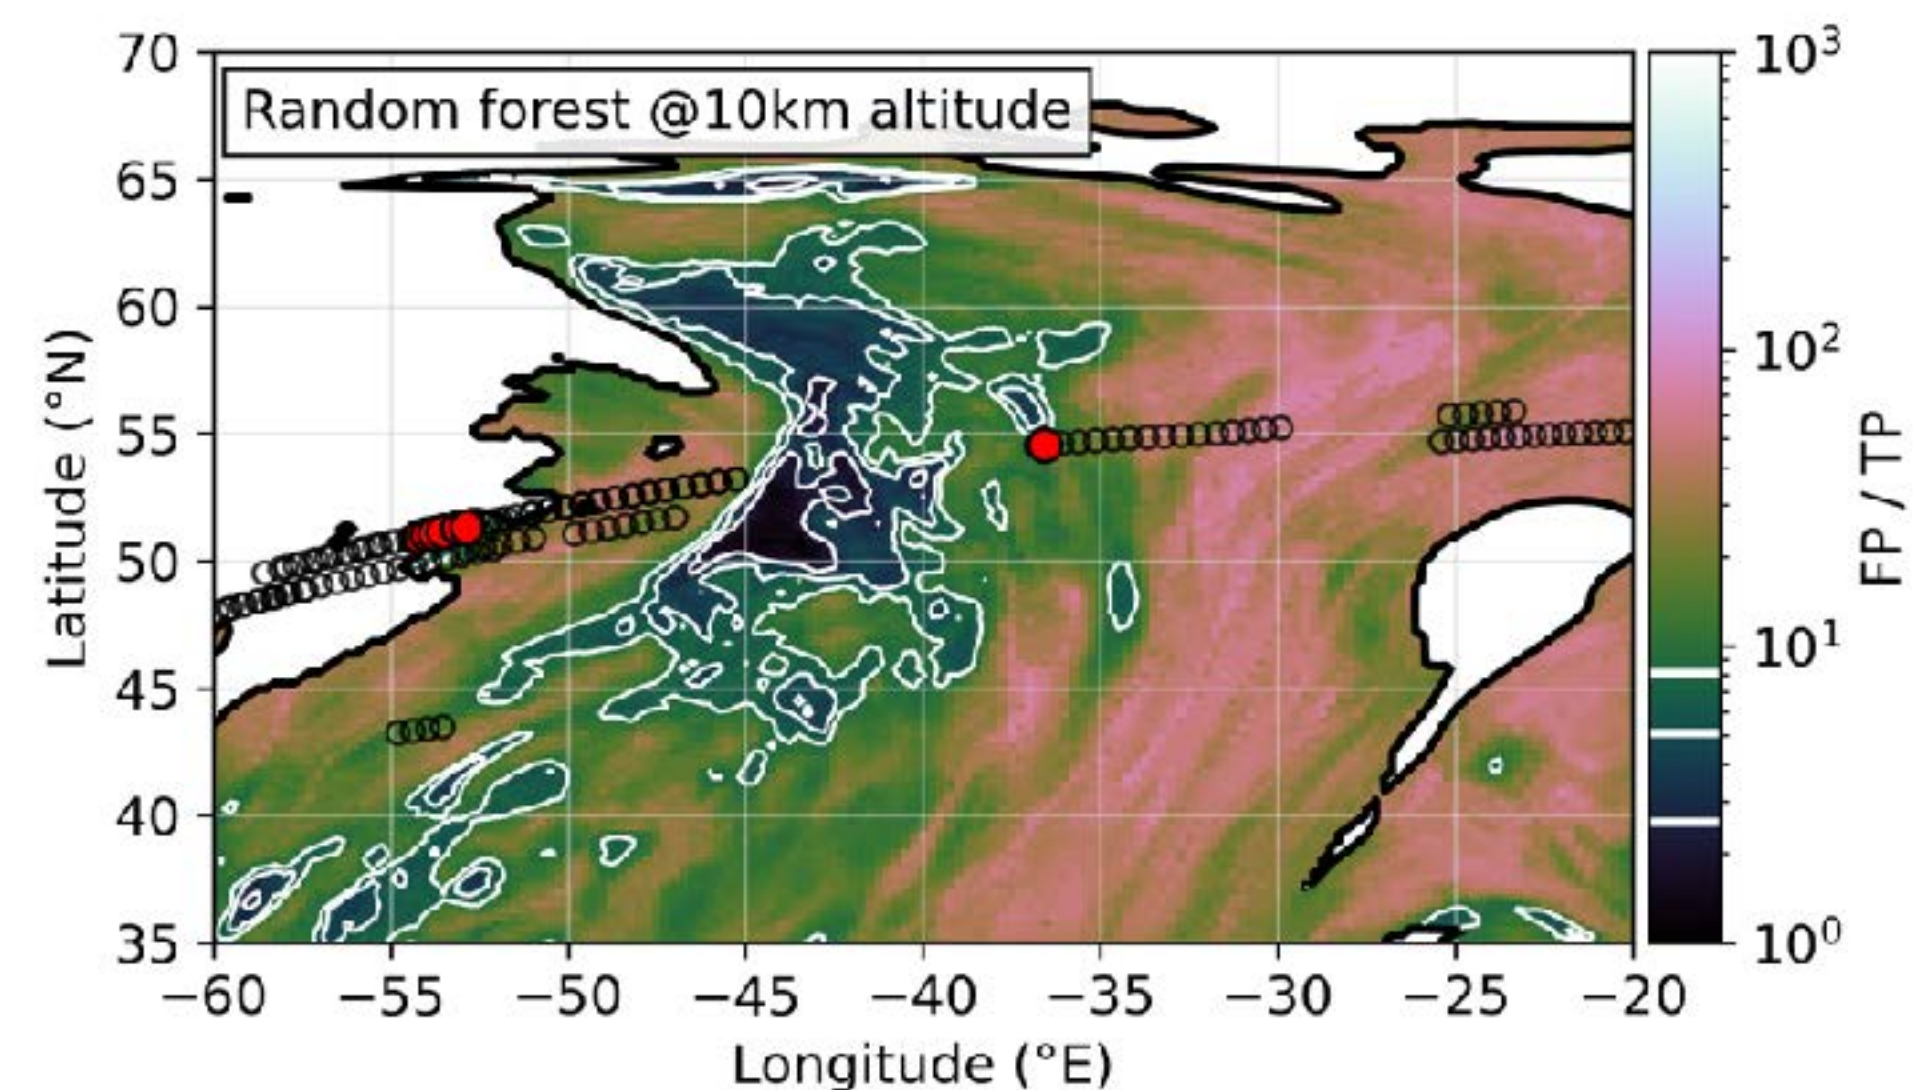 Random forest @10km altitude
70
65
60
55
50
45
40
35
Latitude (°N)
−60 −55 −50 −45 −40 −35 −30 −25 −20
Longitude (°E)
10³
10²
10¹
10⁰
FP / TP